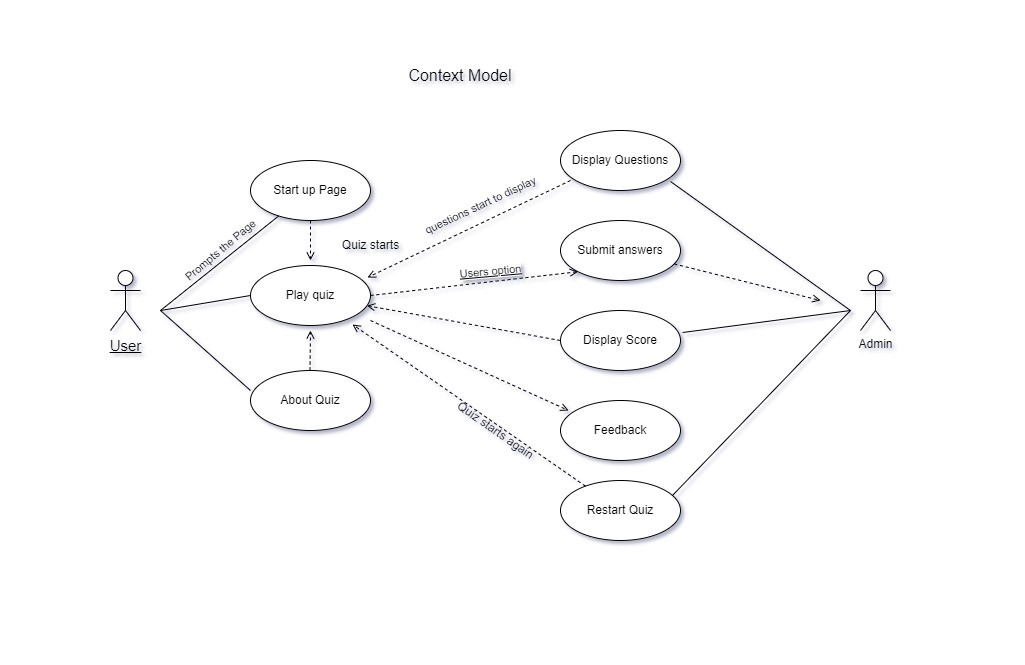 Context Model
Display Questions
Start up Page
questions start to display
Prompts the Page
Quiz starts
Submit answers
Users option
Play quiz
User
Display Score
Admin
About Quiz
Quiz starts again
Feedback
Restart Quiz